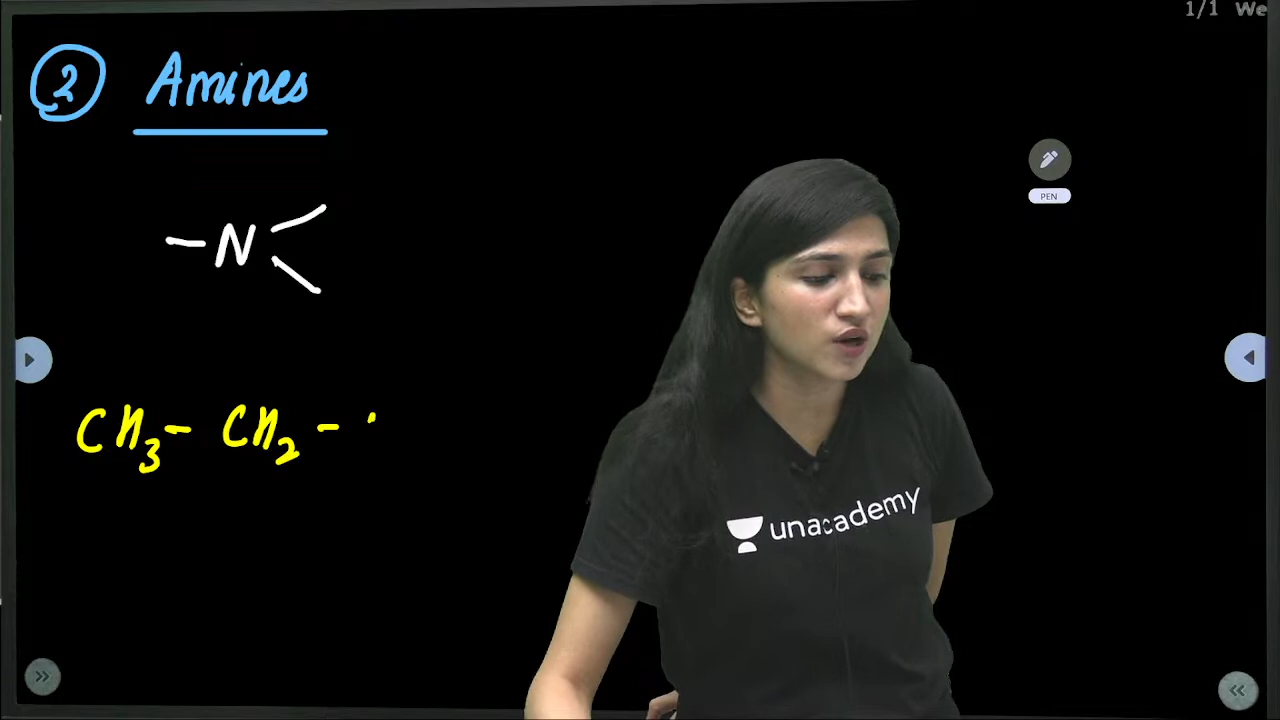 1/1 We
② Amines
-N<
PEN
CH₃- CH₂ -
unacademy